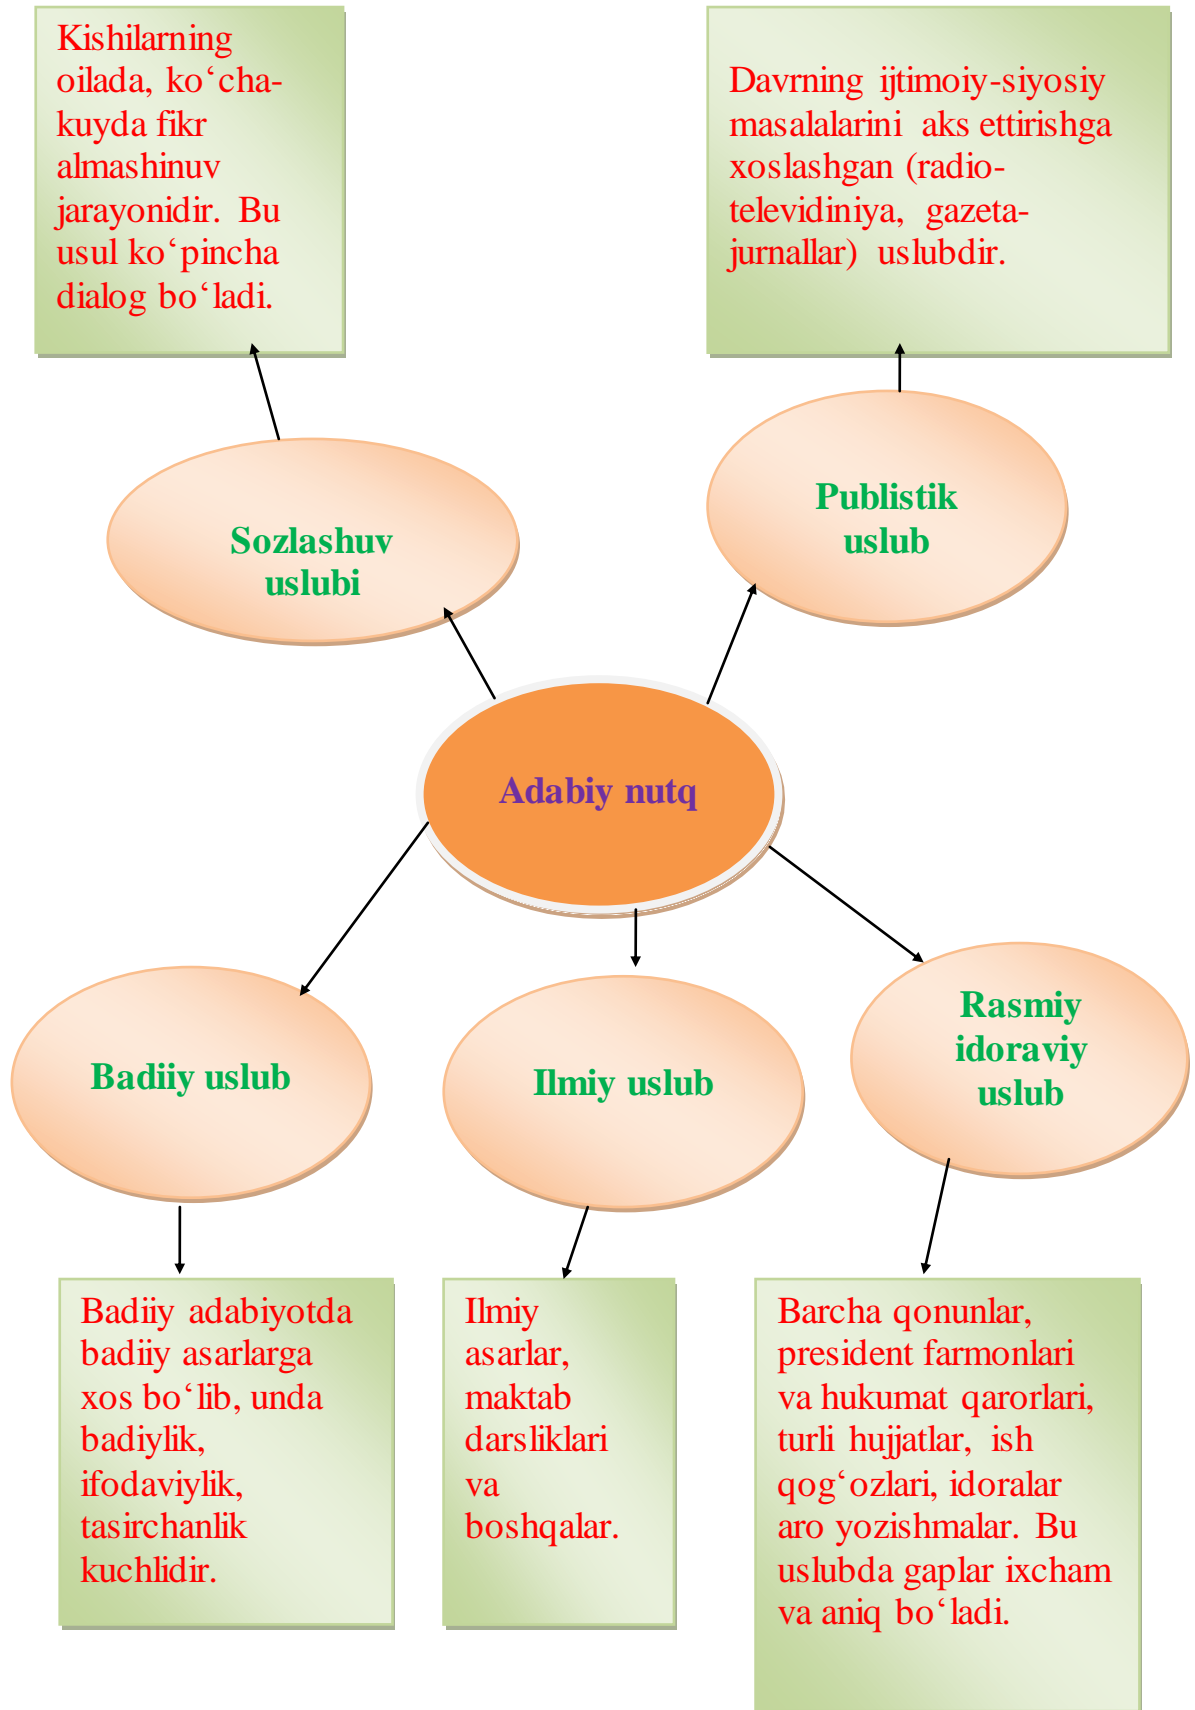 Kishilarning
oilada, ko‘cha-
kuyda fikr
almashinuv
jarayonidir. Bu
usul ko‘pincha
dialog bo‘ladi.
Davrning ijtimoiy-siyosiy
masalalarini aks ettirishga
xoslashgan (radio-
televidiniya, gazeta-
jurnallar) uslubdir.
Sozlashuv
uslubi
Publistik
uslub
Adabiy nutq
Badiiy uslub
Ilmiy uslub
Rasmiy
idoraviy
uslub
Badiiy adabiyotda
badiiy asarlarga
xos bo‘lib, unda
badiylik,
ifodaviylik,
tasirchanlik
kuchlidir.
Ilmiy
asarlar,
maktab
darsliklari
va
boshqalar.
Barcha qonunlar,
president farmonlari
va hukumat qarorlari,
turli hujjatlar, ish
qog‘ozlari, idoralar
aro yozishmalar. Bu
uslubda gaplar ixcham
va aniq bo‘ladi.